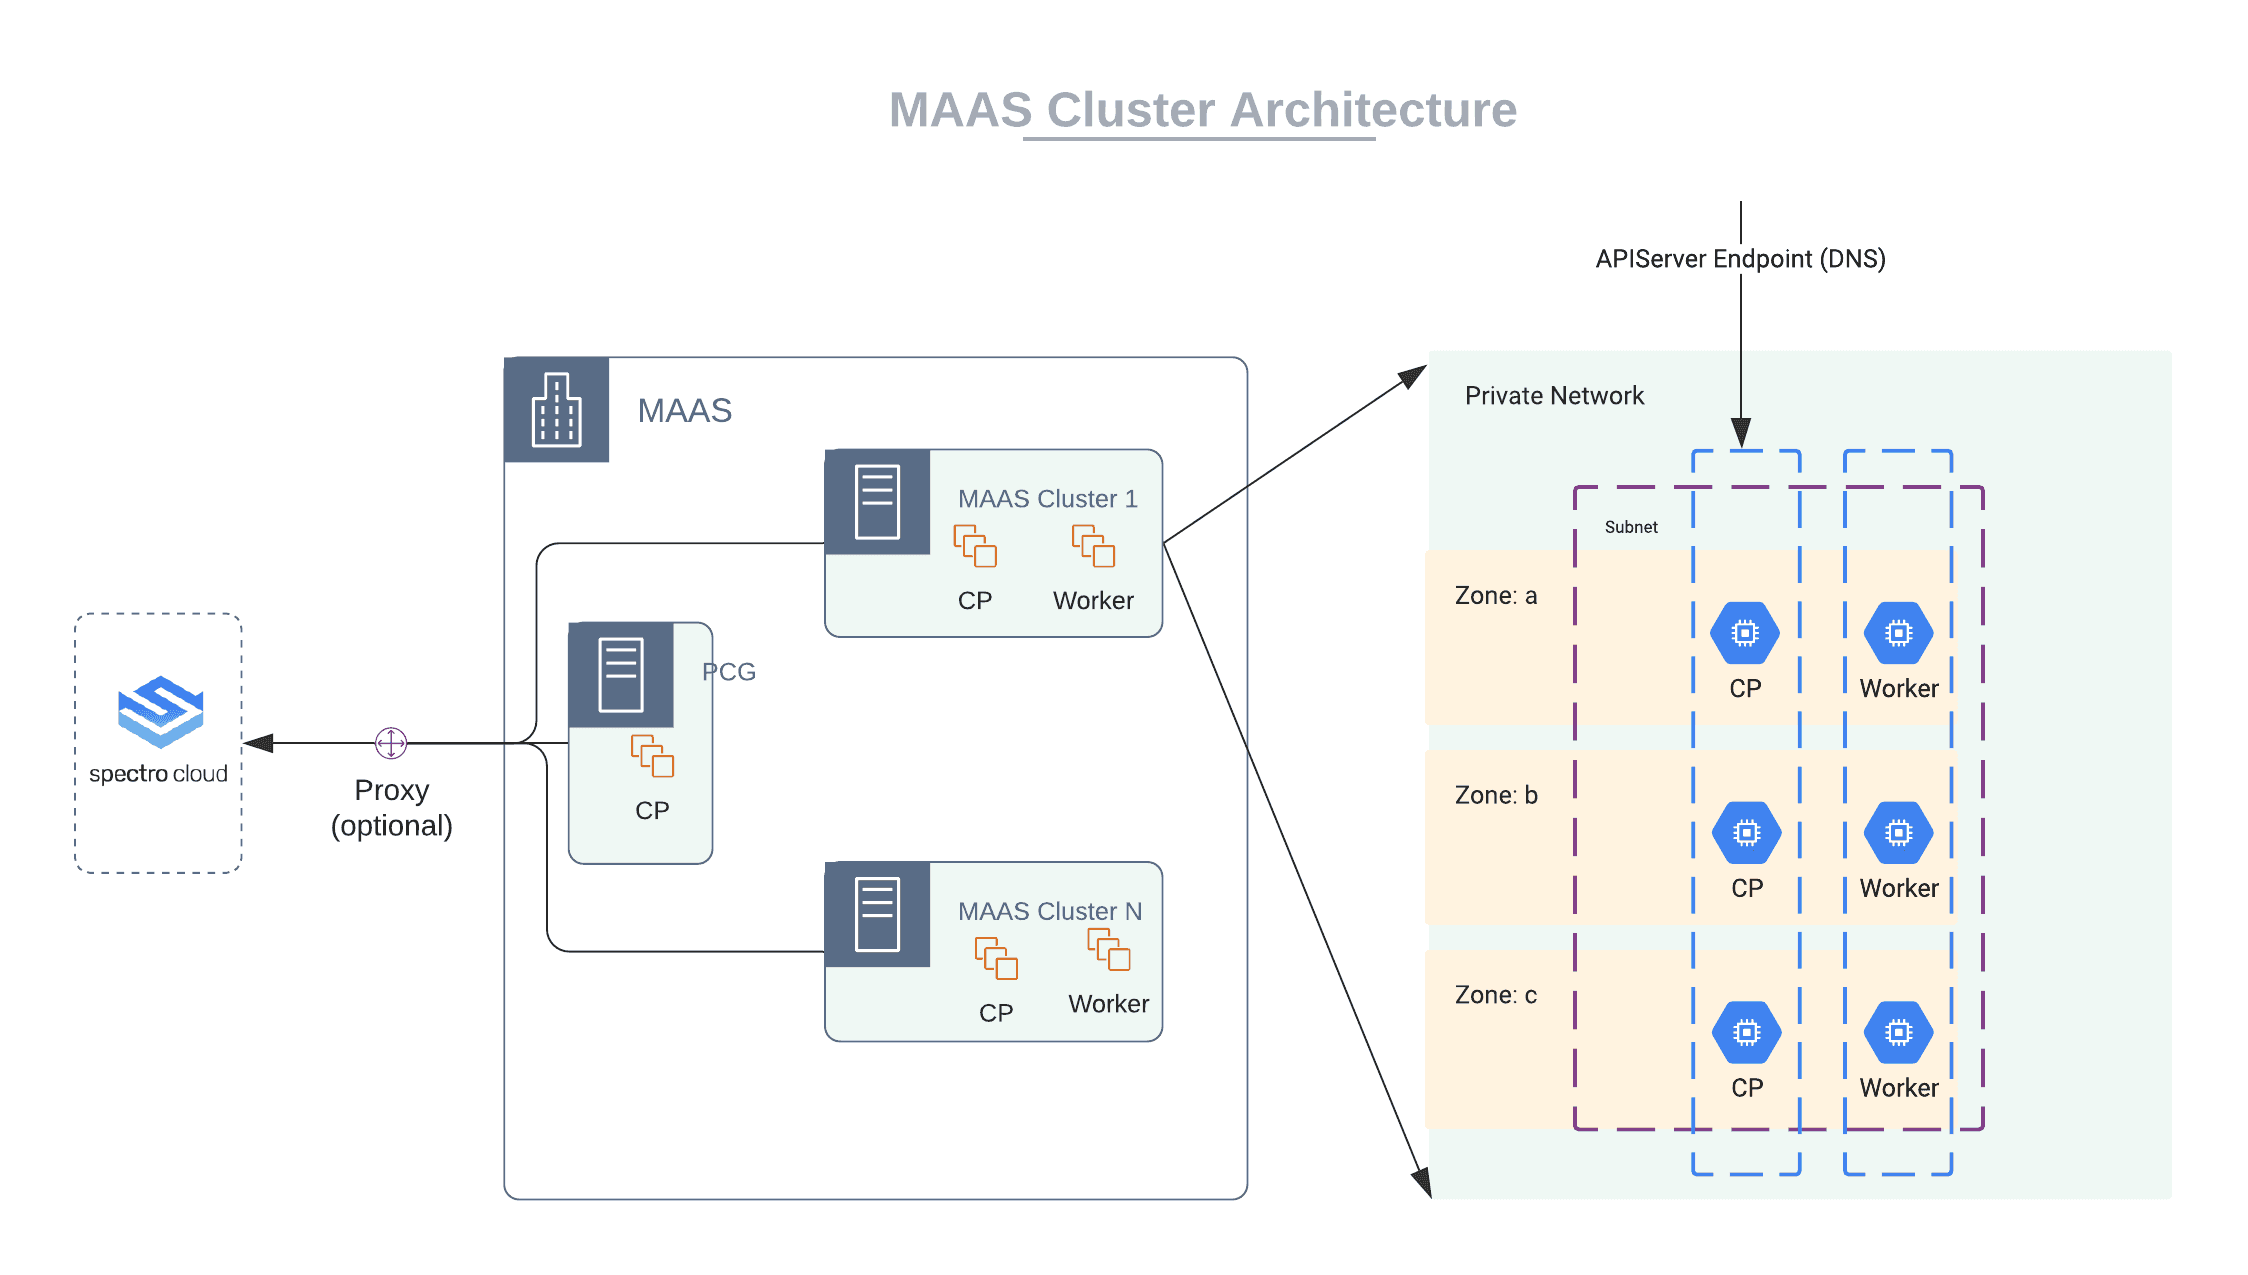 MAAS Cluster Architecture
APIServer Endpoint (DNS)
MAAS
Private Network
MAAS Cluster 1
CP
Worker
Subnet
Zone: a
CP
Worker
PCG
CP
spectro cloud
Proxy
(optional)
Zone: b
CP
Worker
MAAS Cluster N
CP
Worker
Zone: c
CP
Worker